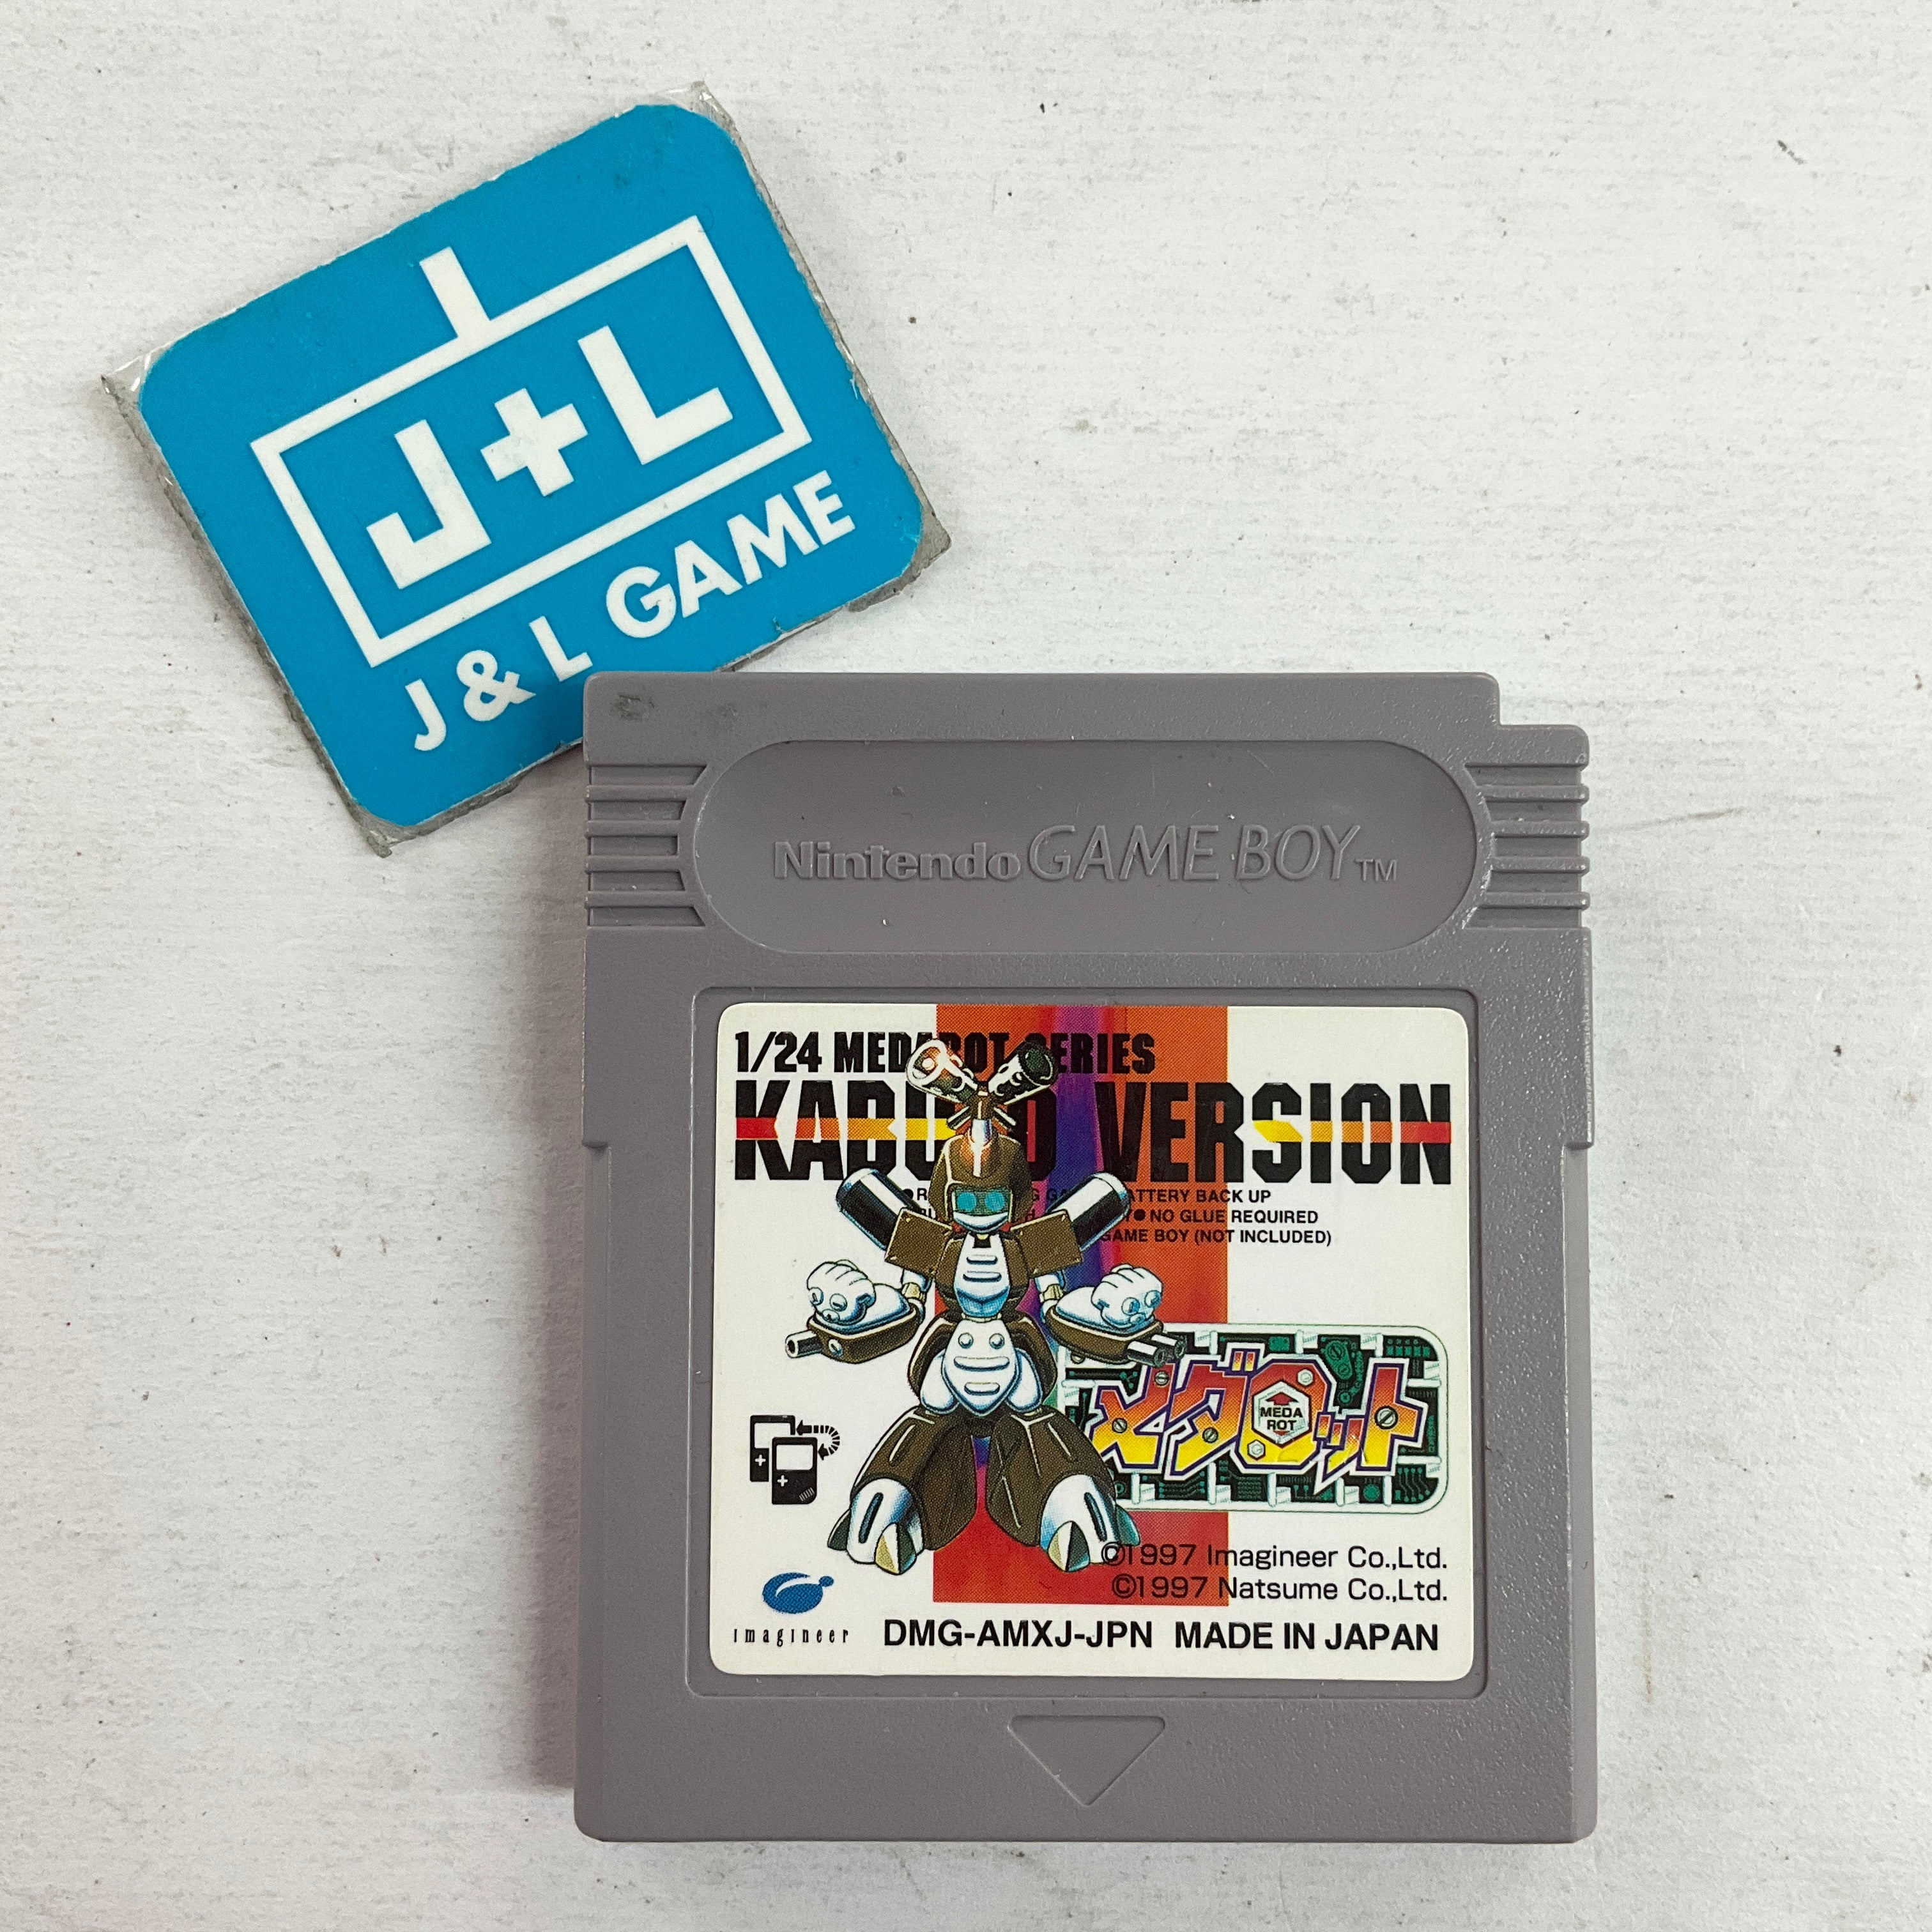 J+L
J & L GAME
Nintendo GAME BOY TM
1/24 MEDAROT SERIES
KABUTO VERSION
BATTERY BACK UP
● NO GLUE REQUIRED
GAME BOY (NOT INCLUDED)
メダロット
MEDA
ROT
©1997 Imagineer Co.,Ltd.
©1997 Natsume Co.,Ltd.
imagineer
DMG-AMXJ-JPN MADE IN JAPAN